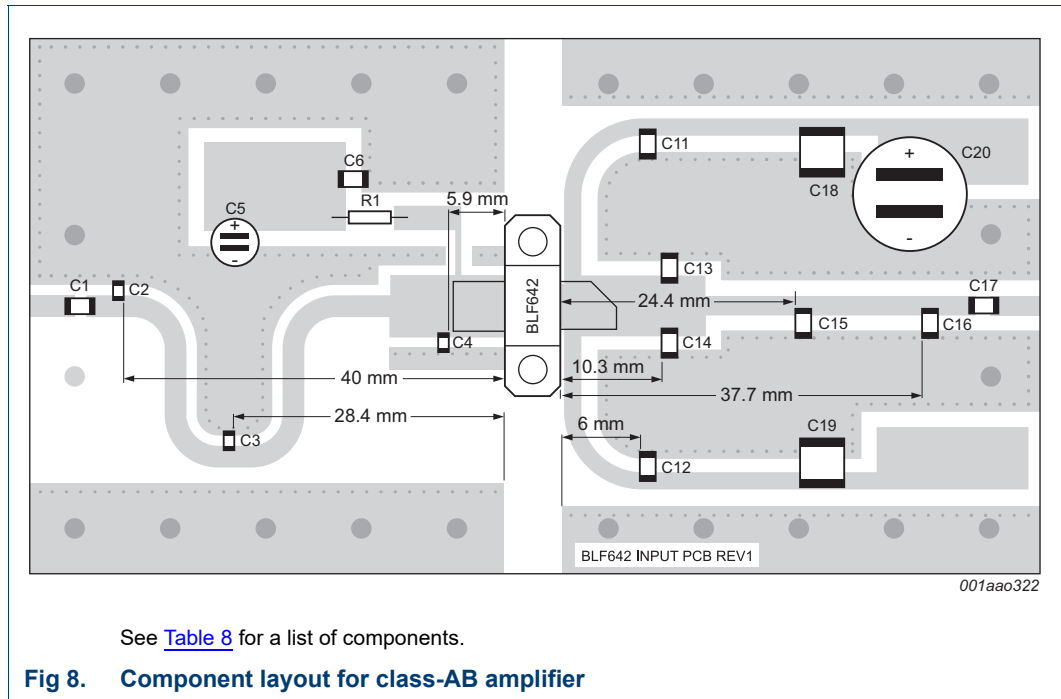 C11
C6
C18
+
C20
-
5.9 mm
R1
C5
+
-
C13
C1
C2
BLF642
24.4 mm
C17
C4
C14
C15
C16
10.3 mm
40 mm
37.7 mm
28.4 mm
6 mm
C19
C3
C12
BLF642 INPUT PCB REV1
001aao322
See Table 8 for a list of components.
Fig 8. Component layout for class-AB amplifier